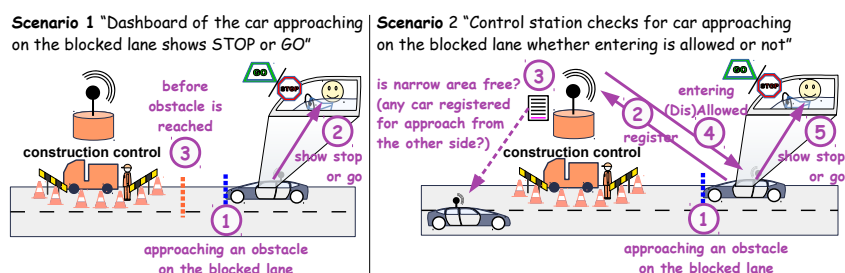 Scenario 1 “Dashboard of the car approaching
on the blocked lane shows STOP or GO”
GO
STOP
before
obstacle is
reached
3
2
show stop
or go
construction control
1
approaching an obstacle
on the blocked lane
Scenario 2 “Control station checks for car approaching
on the blocked lane whether entering is allowed or not”
is narrow area free?
(any car registered
for approach from
the other side?)
3
entering
(Dis)Allowed
2
register
4
GO
STOP
5
show stop
or go
construction control
1
approaching an obstacle
on the blocked lane